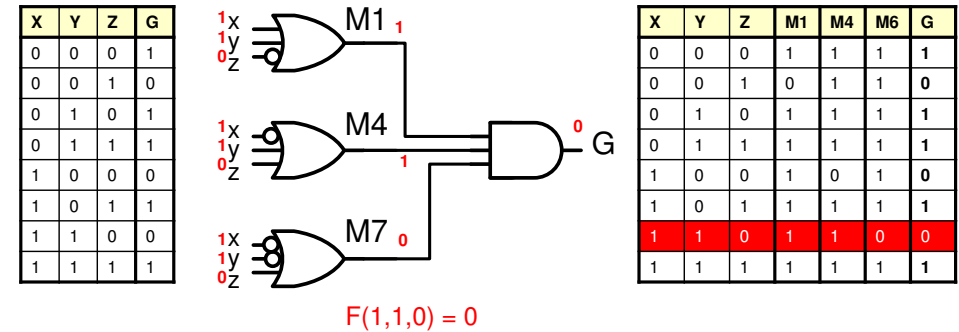 X Y Z G
0 0 0 1
0 0 1 0
0 1 0 1
0 1 1 1
1 0 0 0
1 0 1 1
1 1 0 0
1 1 1 1
M1
1x
1y
0z
1
M4
1x
1y
0z
1
0
G
M7
1x
1y
0z
0
F(1,1,0) = 0
X Y Z M1 M4 M6 G
0 0 0 1 1 1 1
0 0 1 0 1 1 0
0 1 0 1 1 1 1
0 1 1 1 1 1 1
1 0 0 1 0 1 0
1 0 1 1 1 1 1
1 1 0 1 1 0 0
1 1 1 1 1 1 1